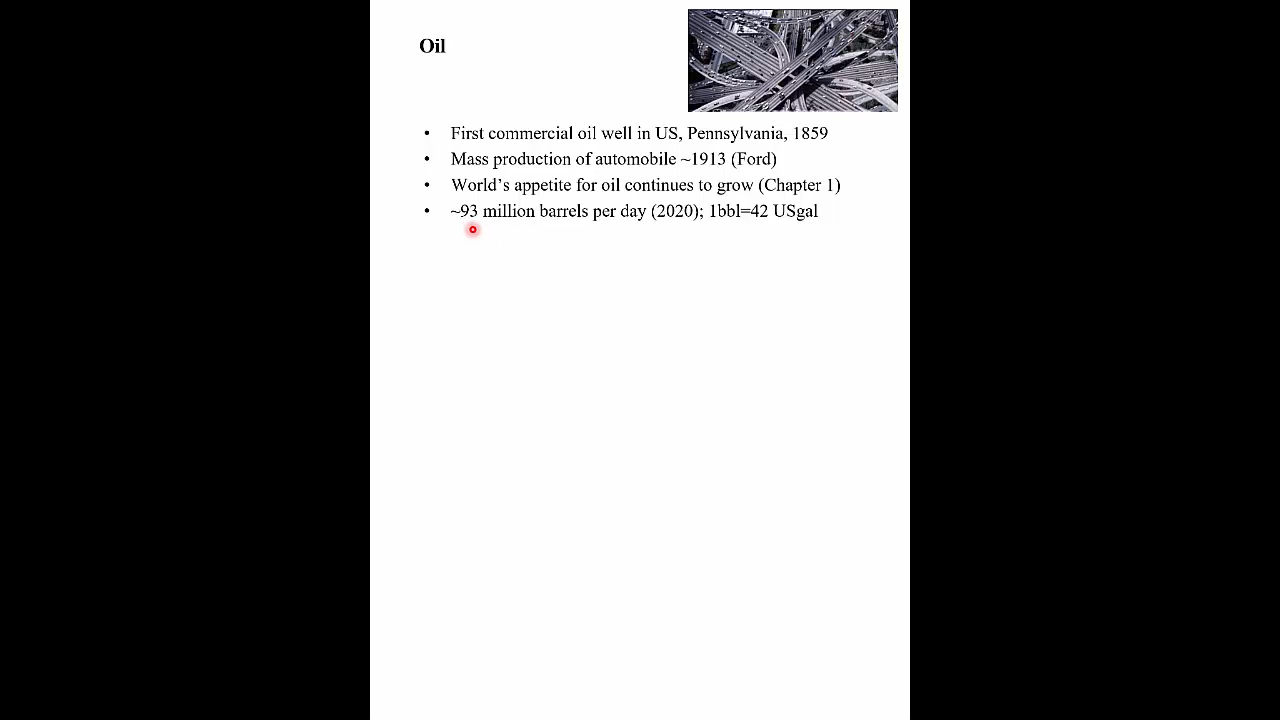 Oil
• First commercial oil well in US, Pennsylvania, 1859
• Mass production of automobile ~1913 (Ford)
• World’s appetite for oil continues to grow (Chapter 1)
• ~93 million barrels per day (2020); 1bbl=42 USgal